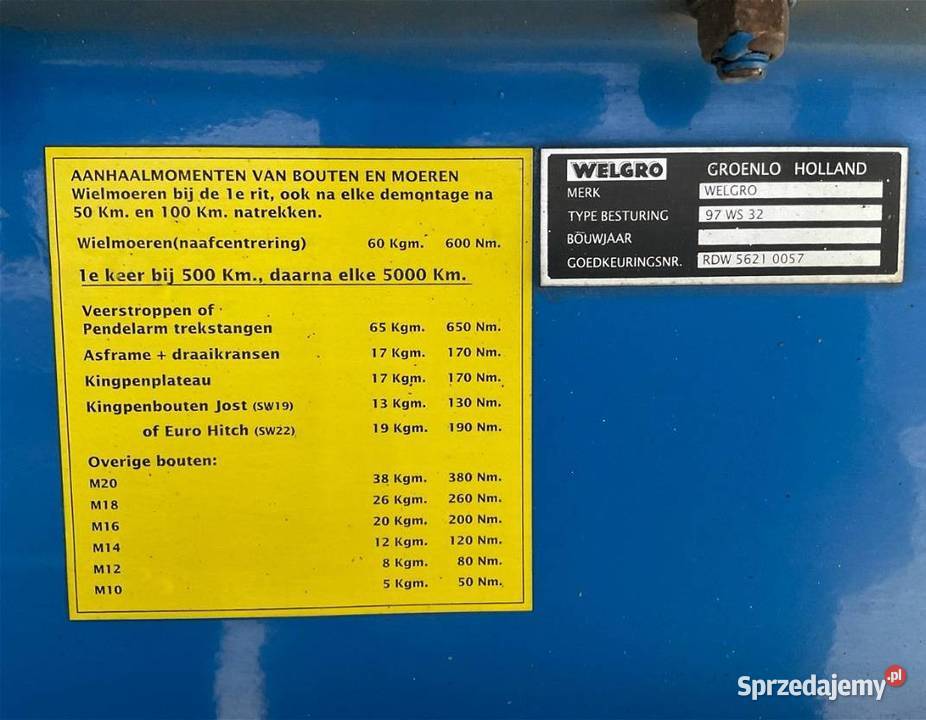 AANHAALMOMENTEN VAN BOUTEN EN MOEREN
Wielmoeren bij de 1e rit, ook na elke demontage na
50 Km. en 100 Km. natrekken.
Wielmoeren(naafcentrering) 60 Kgm. 600 Nm.
1e keer bij 500 Km., daarna elke 5000 Km.
Veerstroppen of
Pendelarm trekstangen 65 Kgm. 650 Nm.
Asframe + draaikransen 17 Kgm. 170 Nm.
Kingpenplateau 17 Kgm. 170 Nm.
Kingpenbouten Jost (SW19) 13 Kgm. 130 Nm.
of Euro Hitch (SW22) 19 Kgm. 190 Nm.
Overige bouten:
M20 38 Kgm. 380 Nm.
M18 26 Kgm. 260 Nm.
M16 20 Kgm. 200 Nm.
M14 12 Kgm. 120 Nm.
M12 8 Kgm. 80 Nm.
M10 5 Kgm. 50 Nm.
WELGRO GROENLO HOLLAND
MERK WELGRO
TYPE BESTURING 97 WS 32
BOUWJAAR
GOEDKEURINGSNR. RDW 5621 0057
Sprzedajemy.pl